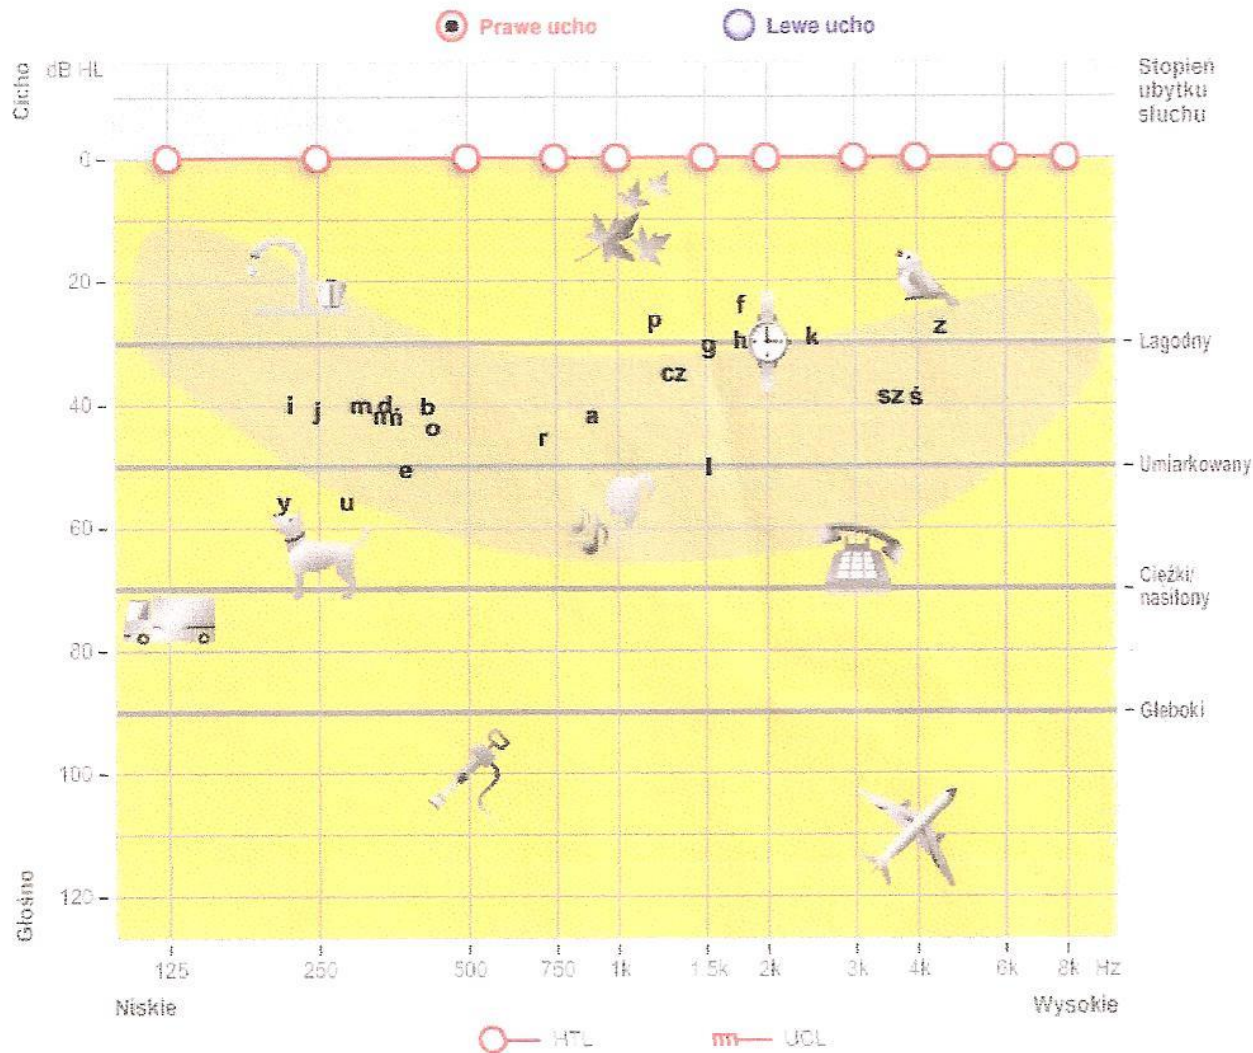 Prawe ucho Lewe ucho
Cicho
dB HL
Stopień
ubytku
słuchu
0
20
f
p
z
h
k
g
Łagodny
cz
40
i
j
m
d
n
ń
b
o
a
sz
ś
r
e
l
Umiarkowany
y
u
60
Ciężki/
nasilony
80
Głeboki
100
120
Głośno
125 250 500 750 1k 1.5k 2k 3k 4k 6k 8k Hz
Niskie Wysokie
HTL UCL